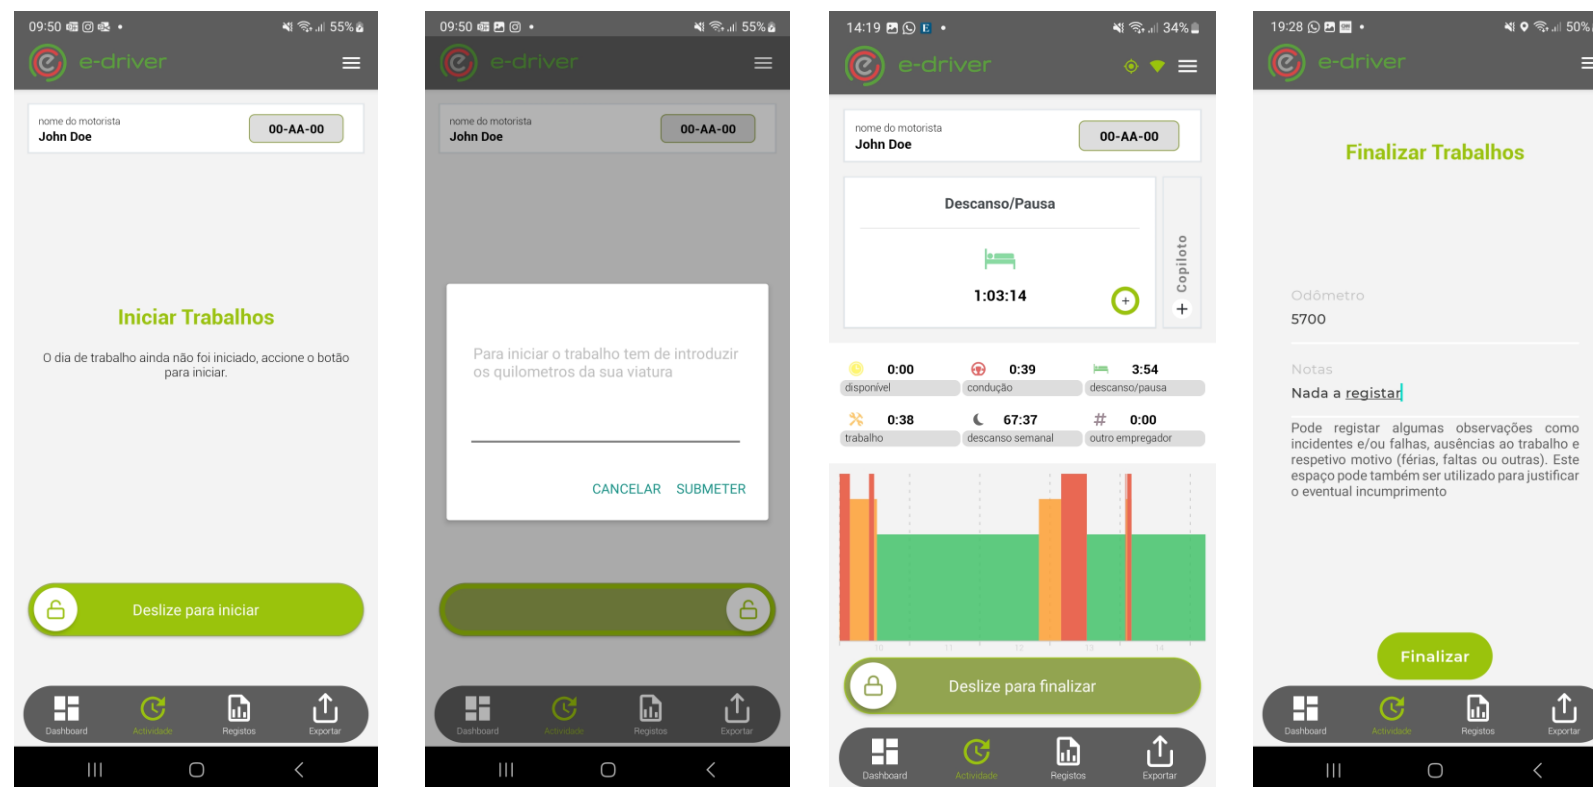 09:50
55%
e-driver
nome do motorista
John Doe
00-AA-00
Iniciar Trabalhos
O dia de trabalho ainda não foi iniciado, accione o botão
para iniciar.
Deslize para iniciar
Dashboard
Actividade
Registos
Exportar
09:50
55%
e-driver
nome do motorista
John Doe
00-AA-00
Para iniciar o trabalho tem de introduzir
os quilometros da sua viatura
CANCELAR SUBMETER
Dashboard
Actividade
Registos
Exportar
14:19
34%
e-driver
nome do motorista
John Doe
00-AA-00
Descanso/Pausa
1:03:14
+
+ Copiloto
0:00
disponível
0:39
condução
3:54
descanso/pausa
0:38
trabalho
67:37
descanso semanal
# 0:00
outro empregador
10 11 12 13 14
Deslize para finalizar
Dashboard
Actividade
Registos
Exportar
19:28
50%
e-driver
Finalizar Trabalhos
Odômetro
5700
Notas
Nada a registar
Pode registar algumas observações como
incidentes e/ou falhas, ausências ao trabalho e
respetivo motivo (férias, faltas ou outras). Este
espaço pode também ser utilizado para justificar
o eventual incumprimento
Finalizar
Dashboard
Actividade
Registos
Exportar